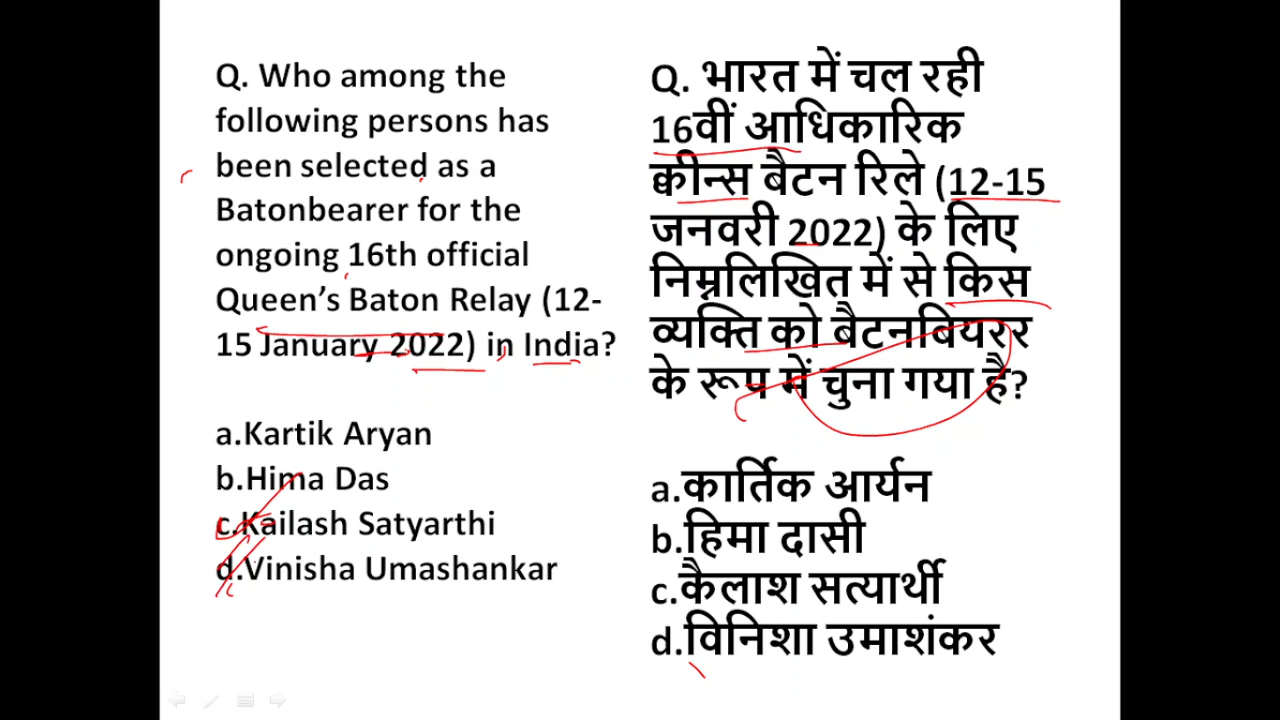 Q. Who among the
following persons has
been selected as a
Batonbearer for the
ongoing 16th official
Queen’s Baton Relay (12-
15 January 2022) in India?
a.Kartik Aryan
b.Hima Das
c.Kailash Satyarthi
d.Vinisha Umashankar
Q. भारत में चल रही
16वीं आधिकारिक
क्वीन्स बैटन रिले (12-15
जनवरी 2022) के लिए
निम्नलिखित में से किस
व्यक्ति को बैटनबियरर
के रूप में चुना गया है?
a.कार्तिक आर्यन
b.हिमा दासी
c.कैलाश सत्यार्थी
d.विनिशा उमाशंकर